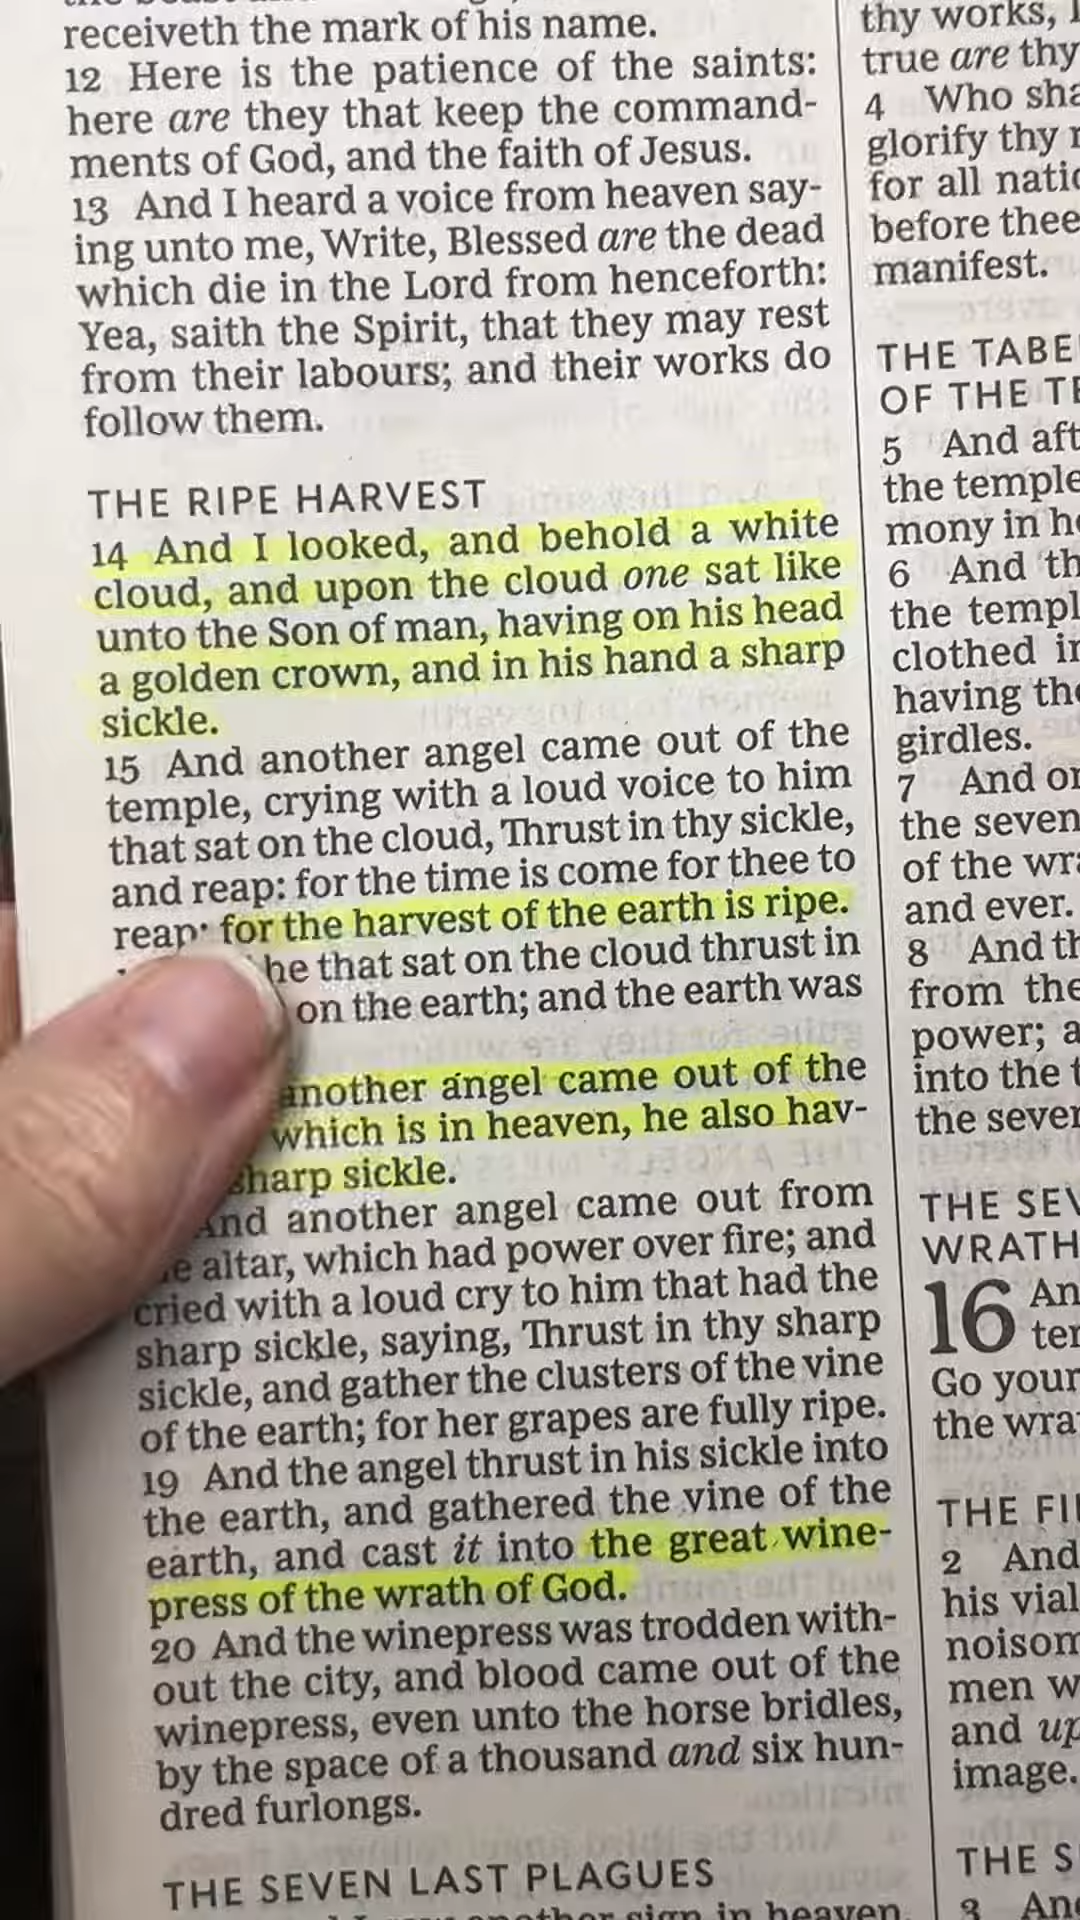 receiveth the mark of his name.
12 Here is the patience of the saints:
here are they that keep the command-
ments of God, and the faith of Jesus.
13 And I heard a voice from heaven say-
ing unto me, Write, Blessed are the dead
which die in the Lord from henceforth:
Yea, saith the Spirit, that they may rest
from their labours; and their works do
follow them.
THE RIPE HARVEST
14 And I looked, and behold a white
cloud, and upon the cloud one sat like
unto the Son of man, having on his head
a golden crown, and in his hand a sharp
sickle.
15 And another angel came out of the
temple, crying with a loud voice to him
that sat on the cloud, Thrust in thy sickle,
and reap: for the time is come for thee to
reap; for the harvest of the earth is ripe.
he that sat on the cloud thrust in
on the earth; and the earth was
another angel came out of the
which is in heaven, he also hav-
sharp sickle.
And another angel came out from
altar, which had power over fire; and
cried with a loud cry to him that had the
sharp sickle, saying, Thrust in thy sharp
sickle, and gather the clusters of the vine
of the earth; for her grapes are fully ripe.
19 And the angel thrust in his sickle into
the earth, and gathered the vine of the
earth, and cast it into the great wine-
press of the wrath of God.
20 And the winepress was trodden with-
out the city, and blood came out of the
winepress, even unto the horse bridles,
by the space of a thousand and six hun-
dred furlongs.
THE SEVEN LAST PLAGUES
another sign in heaven
thy works,
true are thy
4 Who
glorify thy
for all
before thee
manifest.
THE
OF THE
5 And
the temple
mony in
6 And
the
clothed
having
girdles.
7 And
the seven
of the
and ever.
8 And
from the
power;
into the
the
THE
WRATH
16
Go
the
THE
2 And
his
men
and
image.
THE
3